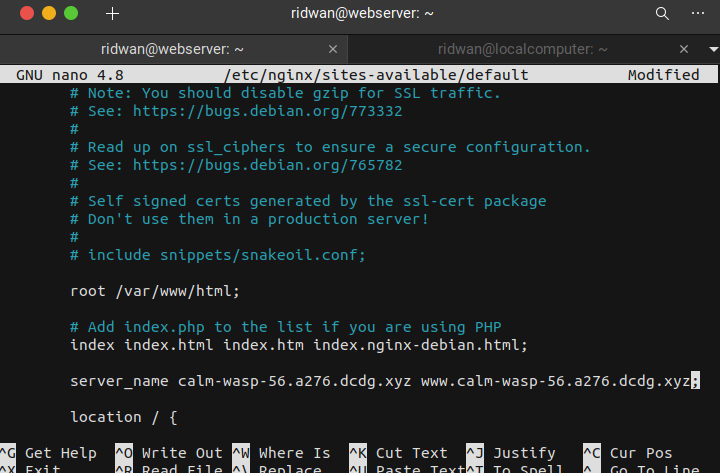 ridwan@webserver: ~
ridwan@webserver: ~ ridwan@localcomputer: ~
GNU nano 4.8 /etc/nginx/sites-available/default Modified
# Note: You should disable gzip for SSL traffic.
# See: https://bugs.debian.org/773332
#
# Read up on ssl_ciphers to ensure a secure configuration.
# See: https://bugs.debian.org/765782
#
# Self signed certs generated by the ssl-cert package
# Don't use them in a production server!
#
# include snippets/snakeoil.conf;
root /var/www/html;
# Add index.php to the list if you are using PHP
index index.html index.htm index.nginx-debian.html;
server_name calm-wasp-56.a276.dcdg.xyz www.calm-wasp-56.a276.dcdg.xyz;
location / {
^G Get Help ^O Write Out ^W Where Is ^K Cut Text ^J Justify ^C Cur Pos
^X Exit ^R Read File ^\ Replace ^U Paste Text ^T To Spell ^_ Go To Line